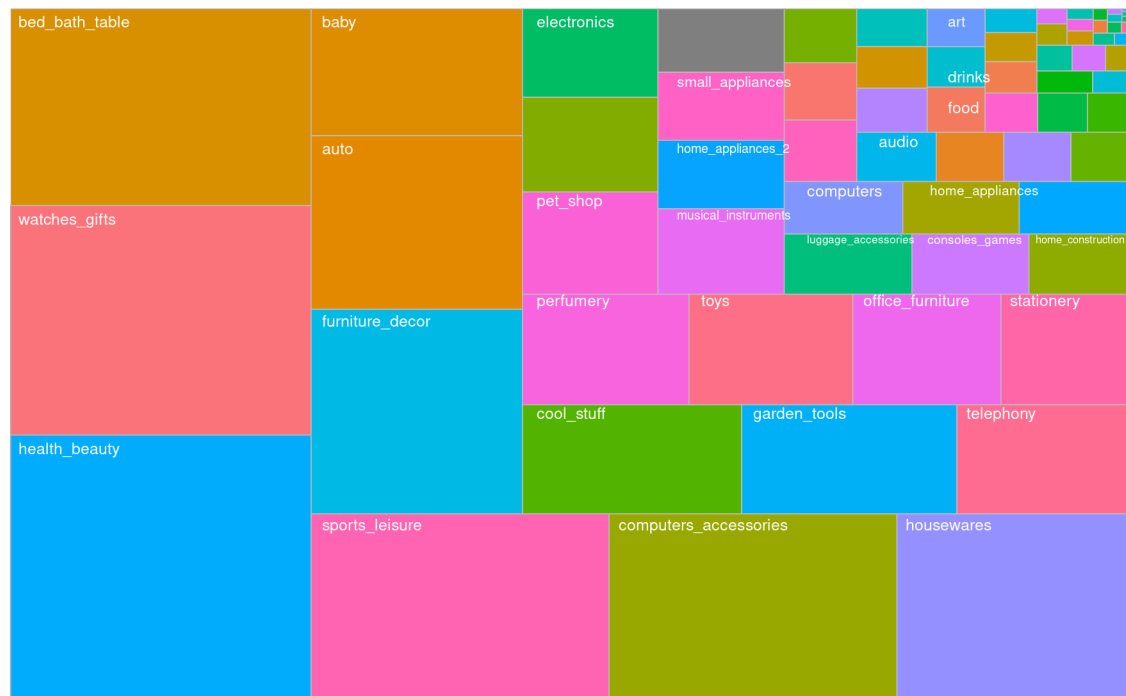 bed_bath_table
baby
electronics
art
small_appliances
drinks
food
auto
audio
home_appliances_2
computers
home_appliances
pet_shop
watches_gifts
musical_instruments
luggage_accessories
consoles_games
home_construction
perfumery
toys
office_furniture
stationery
furniture_decor
cool_stuff
garden_tools
telephony
health_beauty
sports_leisure
computers_accessories
housewares